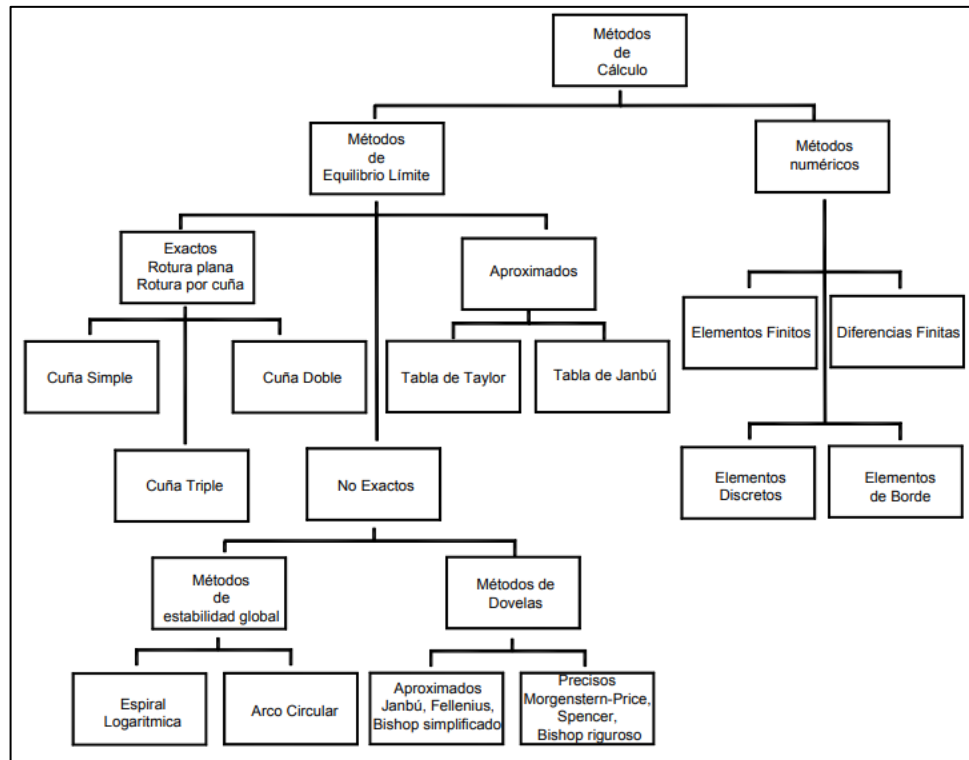 Métodos
de
Cálculo
Métodos
de
Equilibrio Límite
Métodos
numéricos
Exactos
Rotura plana
Rotura por cuña
Aproximados
Elementos Finitos
Diferencias Finitas
Cuña Simple
Cuña Doble
Tabla de Taylor
Tabla de Janbú
Cuña Triple
No Exactos
Elementos
Discretos
Elementos
de Borde
Métodos
de
estabilidad global
Métodos de
Dovelas
Espiral
Logaritmica
Arco Circular
Aproximados
Janbú, Fellenius,
Bishop simplificado
Precisos
Morgenstern-Price,
Spencer,
Bishop riguroso